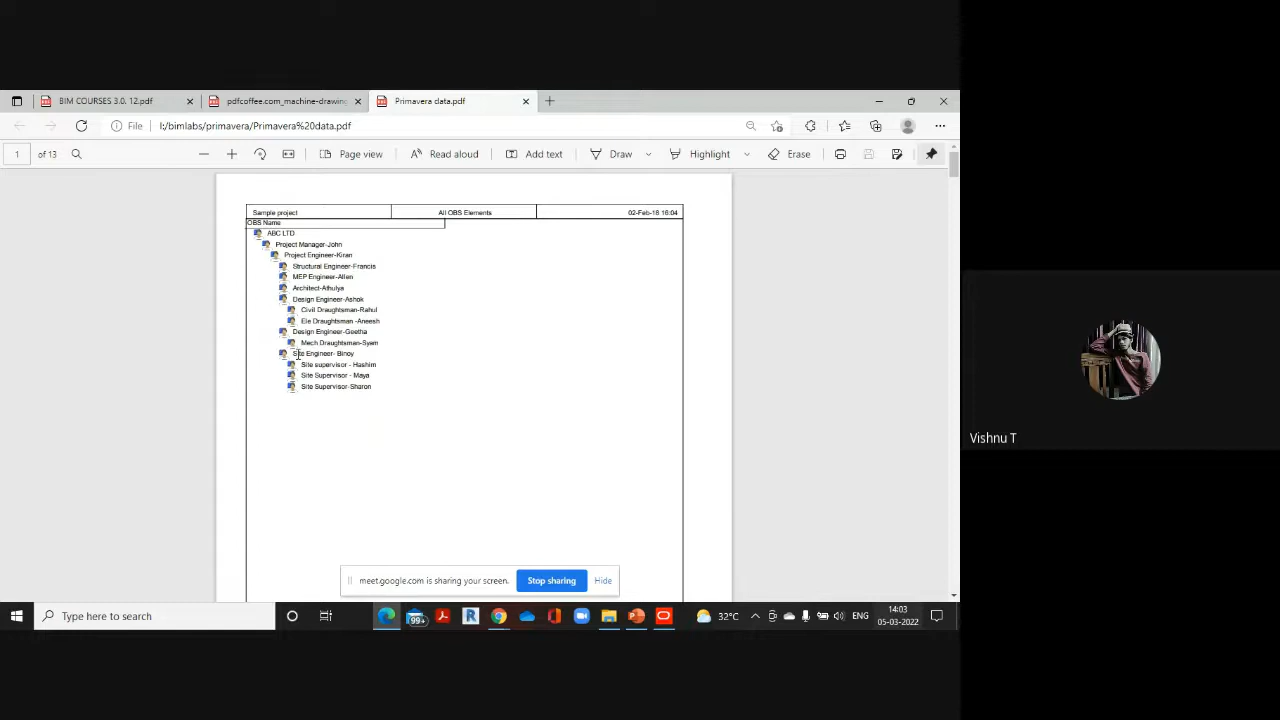 BIM COURSES 3.0. 12.pdf
pdfcoffee.com_machine-drawing
Primavera data.pdf
File
I:/bimlabs/primavera/Primavera%20data.pdf
1 of 13
Page view
Read aloud
Add text
Draw
Highlight
Erase
Sample project
All OBS Elements
02-Feb-18 16:04
OBS Name
ABC LTD
Project Manager-John
Project Engineer-Kiran
Structural Engineer-Francis
MEP Engineer-Allen
Architect-Athulya
Design Engineer-Ashok
Civil Draughtsman-Rahul
Ele Draughtsman -Aneesh
Design Engineer-Geetha
Mech Draughtsman-Syam
Site Engineer- Binoy
Site supervisor - Hashim
Site Supervisor - Maya
Site Supervisor-Sharon
meet.google.com is sharing your screen.
Stop sharing
Hide
Vishnu T
Type here to search
99+
32°C
ENG
14:03
05-03-2022